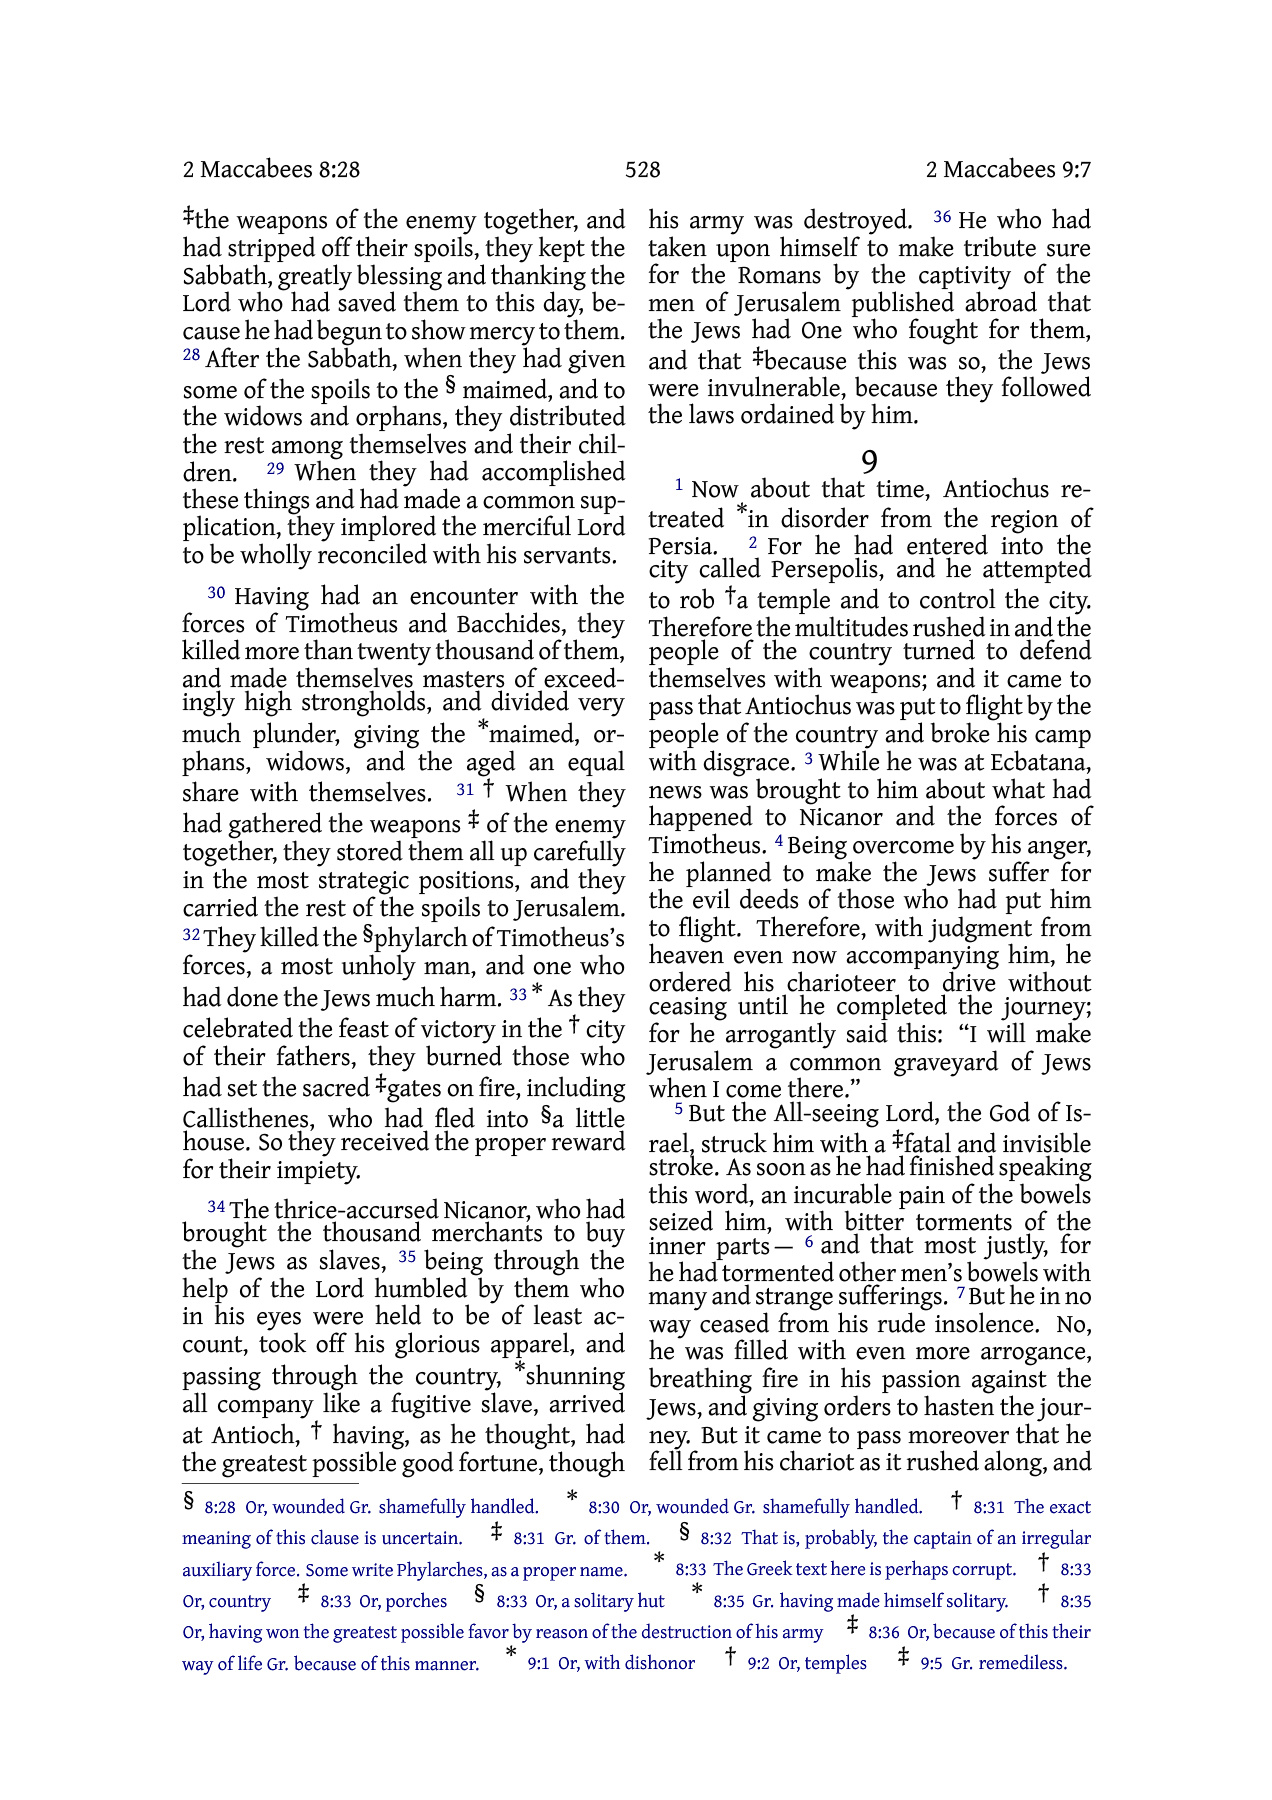 2 Maccabees 8:28 528 2 Maccabees 9:7
‡the weapons of the enemy together, and
had stripped off their spoils, they kept the
Sabbath, greatly blessing and thanking the
Lord who had saved them to this day, be-
cause he had begun to show mercy to them.
28 After the Sabbath, when they had given
some of the spoils to the § maimed, and to
the widows and orphans, they distributed
the rest among themselves and their chil-
dren. 29 When they had accomplished
these things and had made a common sup-
plication, they implored the merciful Lord
to be wholly reconciled with his servants.
30 Having had an encounter with the
forces of Timotheus and Bacchides, they
killed more than twenty thousand of them,
and made themselves masters of exceed-
ingly high strongholds, and divided very
much plunder, giving the *maimed, or-
phans, widows, and the aged an equal
share with themselves. 31 † When they
had gathered the weapons ‡ of the enemy
together, they stored them all up carefully
in the most strategic positions, and they
carried the rest of the spoils to Jerusalem.
32 They killed the §phylarch of Timotheus’s
forces, a most unholy man, and one who
had done the Jews much harm. 33 * As they
celebrated the feast of victory in the † city
of their fathers, they burned those who
had set the sacred ‡gates on fire, including
Callisthenes, who had fled into §a little
house. So they received the proper reward
for their impiety.
34 The thrice-accursed Nicanor, who had
brought the thousand merchants to buy
the Jews as slaves, 35 being through the
help of the Lord humbled by them who
in his eyes were held to be of least ac-
count, took off his glorious apparel, and
passing through the country, *shunning
all company like a fugitive slave, arrived
at Antioch, † having, as he thought, had
the greatest possible good fortune, though
his army was destroyed. 36 He who had
taken upon himself to make tribute sure
for the Romans by the captivity of the
men of Jerusalem published abroad that
the Jews had One who fought for them,
and that ‡because this was so, the Jews
were invulnerable, because they followed
the laws ordained by him.
9
1 Now about that time, Antiochus re-
treated *in disorder from the region of
Persia. 2 For he had entered into the
city called Persepolis, and he attempted
to rob †a temple and to control the city.
Therefore the multitudes rushed in and the
people of the country turned to defend
themselves with weapons; and it came to
pass that Antiochus was put to flight by the
people of the country and broke his camp
with disgrace. 3 While he was at Ecbatana,
news was brought to him about what had
happened to Nicanor and the forces of
Timotheus. 4 Being overcome by his anger,
he planned to make the Jews suffer for
the evil deeds of those who had put him
to flight. Therefore, with judgment from
heaven even now accompanying him, he
ordered his charioteer to drive without
ceasing until he completed the journey;
for he arrogantly said this: “I will make
Jerusalem a common graveyard of Jews
when I come there.”
5 But the All-seeing Lord, the God of Is-
rael, struck him with a ‡fatal and invisible
stroke. As soon as he had finished speaking
this word, an incurable pain of the bowels
seized him, with bitter torments of the
inner parts— 6 and that most justly, for
he had tormented other men’s bowels with
many and strange sufferings. 7 But he in no
way ceased from his rude insolence. No,
he was filled with even more arrogance,
breathing fire in his passion against the
Jews, and giving orders to hasten the jour-
ney. But it came to pass moreover that he
fell from his chariot as it rushed along, and
§ 8:28 Or, wounded Gr. shamefully handled. * 8:30 Or, wounded Gr. shamefully handled. † 8:31 The exact
meaning of this clause is uncertain. ‡ 8:31 Gr. of them. § 8:32 That is, probably, the captain of an irregular
auxiliary force. Some write Phylarches, as a proper name. * 8:33 The Greek text here is perhaps corrupt. † 8:33
Or, country ‡ 8:33 Or, porches § 8:33 Or, a solitary hut * 8:35 Gr. having made himself solitary. † 8:35
Or, having won the greatest possible favor by reason of the destruction of his army ‡ 8:36 Or, because of this their
way of life Gr. because of this manner. * 9:1 Or, with dishonor † 9:2 Or, temples ‡ 9:5 Gr. remediless.